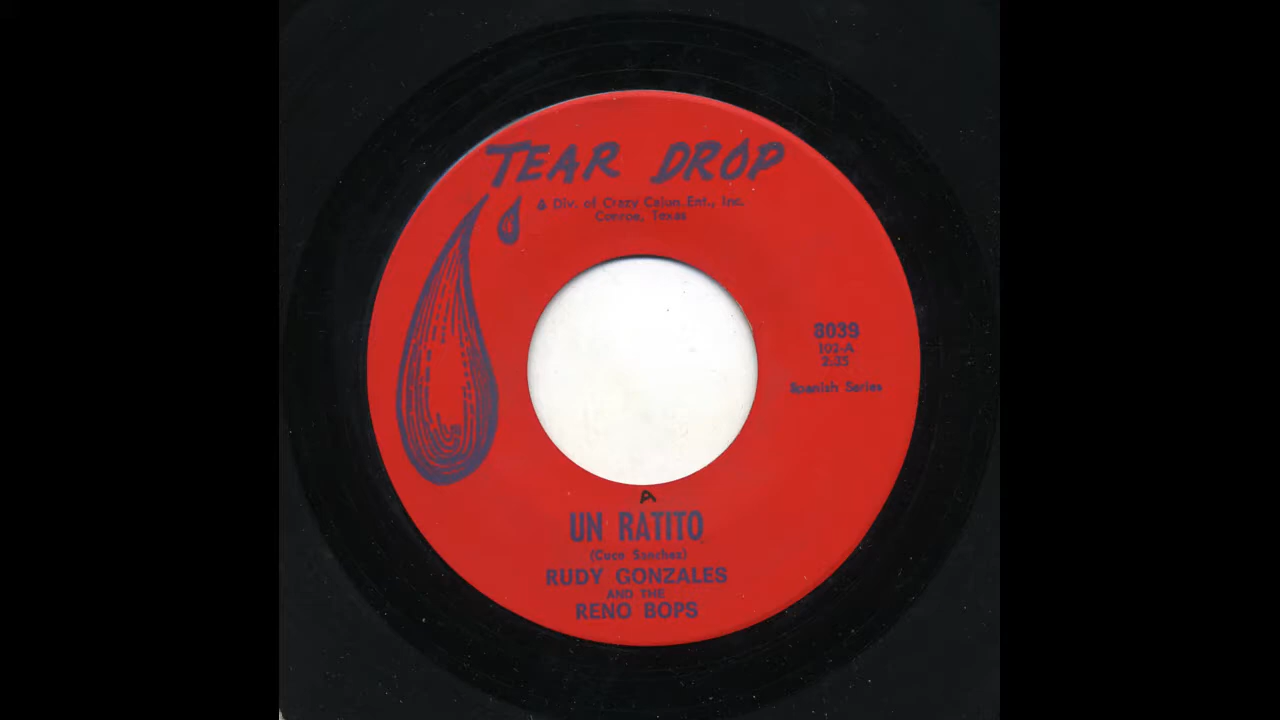 TEAR DROP
A Div. of Crazy Cajun Ent., Inc.
Conroe, Texas
8039
102-A
2:35
Spanish Series
A
UN RATITO
(Cuco Sanchez)
RUDY GONZALES
AND THE
RENO BOPS